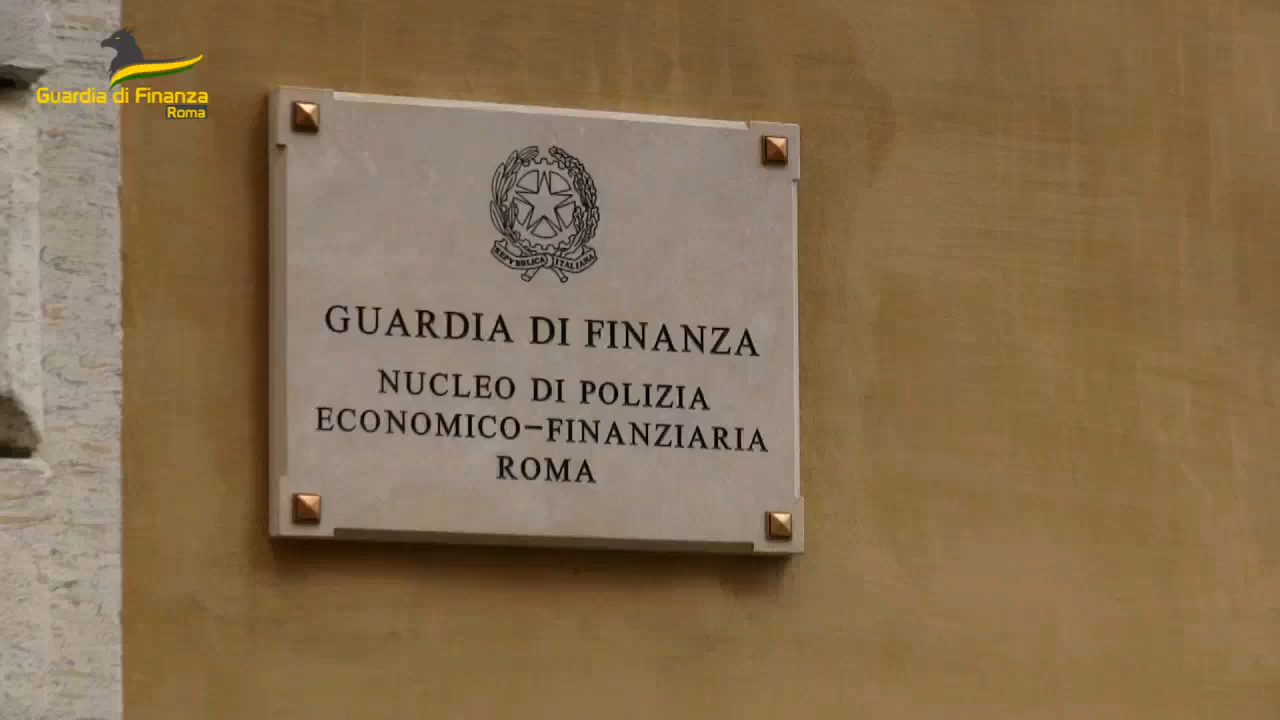 Guardia di Finanza
Roma
REPVBBLICA ITALIANA
GUARDIA DI FINANZA
NUCLEO DI POLIZIA
ECONOMICO-FINANZIARIA
ROMA